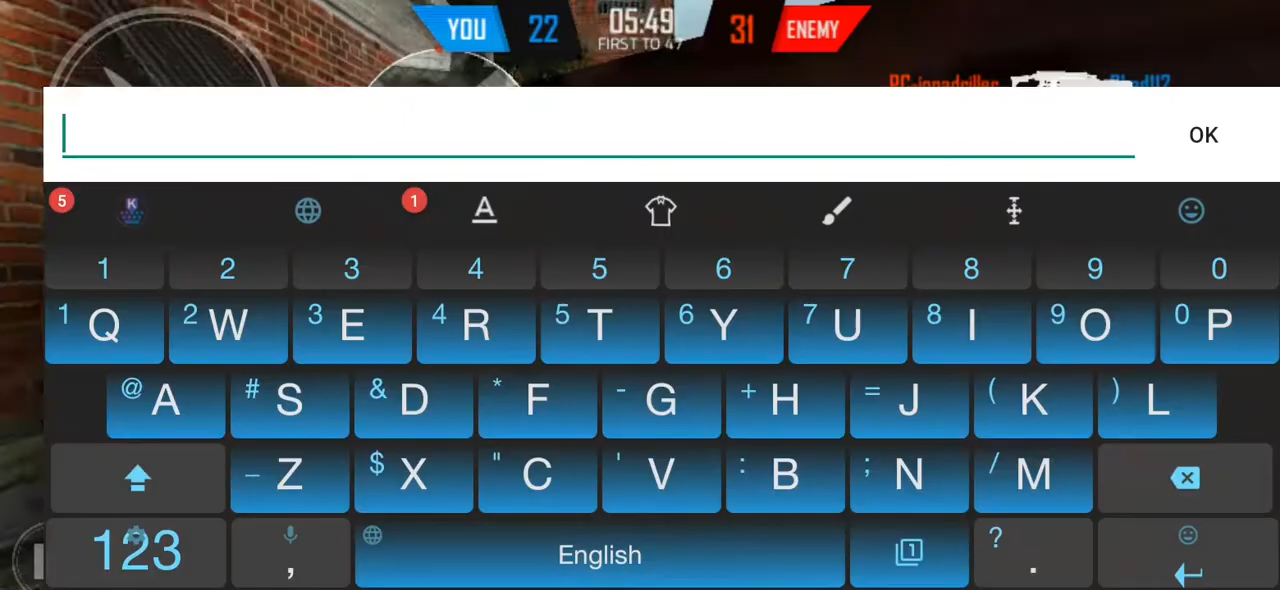 YOU 22 05:49 31 ENEMY
FIRST TO 47
OK
5 K 1 A
1 2 3 4 5 6 7 8 9 0
1 Q 2 W 3 E 4 R 5 T 6 Y 7 U 8 I 9 O 0 P
@ A # S & D * F - G + H = J ( K ) L
_ Z $ X " C ' V : B ; N / M
123 , English 1 ? .